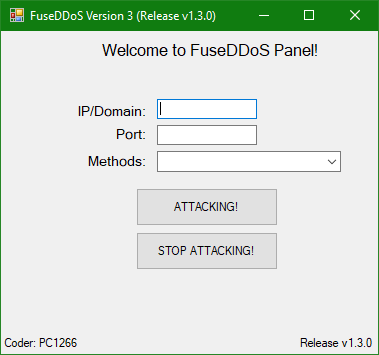 FuseDDoS Version 3 (Release v1.3.0)
Welcome to FuseDDoS Panel!
IP/Domain:
Port:
Methods:
ATTACKING!
STOP ATTACKING!
Coder: PC1266
Release v1.3.0